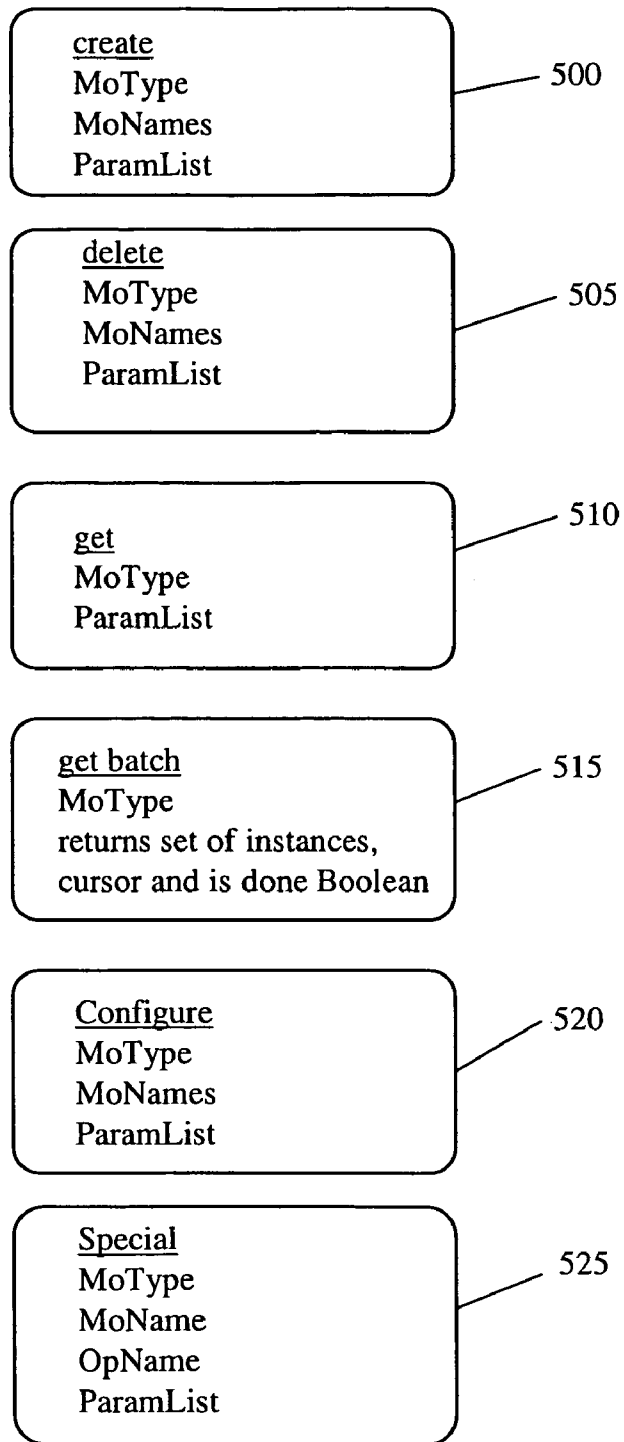 create
MoType
MoNames
ParamList
500
delete
MoType
MoNames
ParamList
505
get
MoType
ParamList
510
get batch
MoType
returns set of instances,
cursor and is done Boolean
515
Configure
MoType
MoNames
ParamList
520
Special
MoType
MoName
OpName
ParamList
525